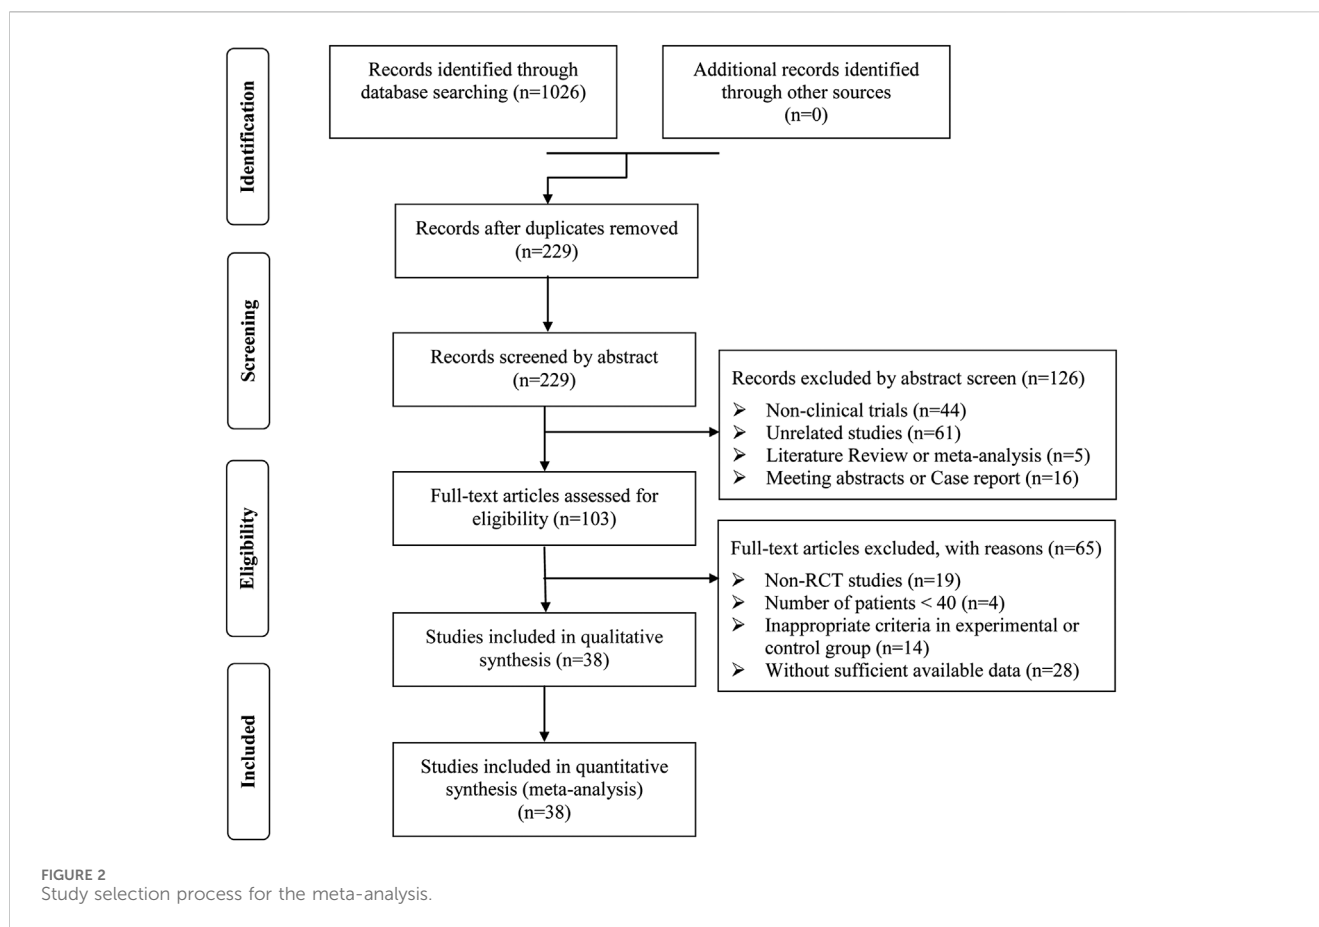 Identification
Records identified through
database searching (n=1026)
Additional records identified
through other sources
(n=0)
Records after duplicates removed
(n=229)
Screening
Records screened by abstract
(n=229)
Records excluded by abstract screen (n=126)
➢ Non-clinical trials (n=44)
➢ Unrelated studies (n=61)
➢ Literature Review or meta-analysis (n=5)
➢ Meeting abstracts or Case report (n=16)
Eligibility
Full-text articles assessed for
eligibility (n=103)
Full-text articles excluded, with reasons (n=65)
➢ Non-RCT studies (n=19)
➢ Number of patients < 40 (n=4)
➢ Inappropriate criteria in experimental or
control group (n=14)
➢ Without sufficient available data (n=28)
Studies included in qualitative
synthesis (n=38)
Included
Studies included in quantitative
synthesis (meta-analysis)
(n=38)
FIGURE 2
Study selection process for the meta-analysis.